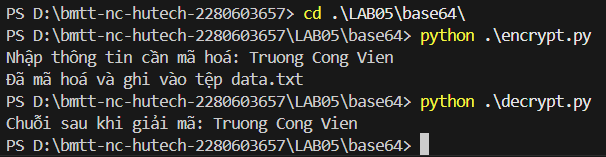 PS D:\bmtt-nc-hutech-2280603657> cd .\LAB05\base64\
PS D:\bmtt-nc-hutech-2280603657\LAB05\base64> python .\encrypt.py
Nhập thông tin cần mã hoá: Truong Cong Vien
Đã mã hoá và ghi vào tệp data.txt
PS D:\bmtt-nc-hutech-2280603657\LAB05\base64> python .\decrypt.py
Chuỗi sau khi giải mã: Truong Cong Vien
PS D:\bmtt-nc-hutech-2280603657\LAB05\base64>